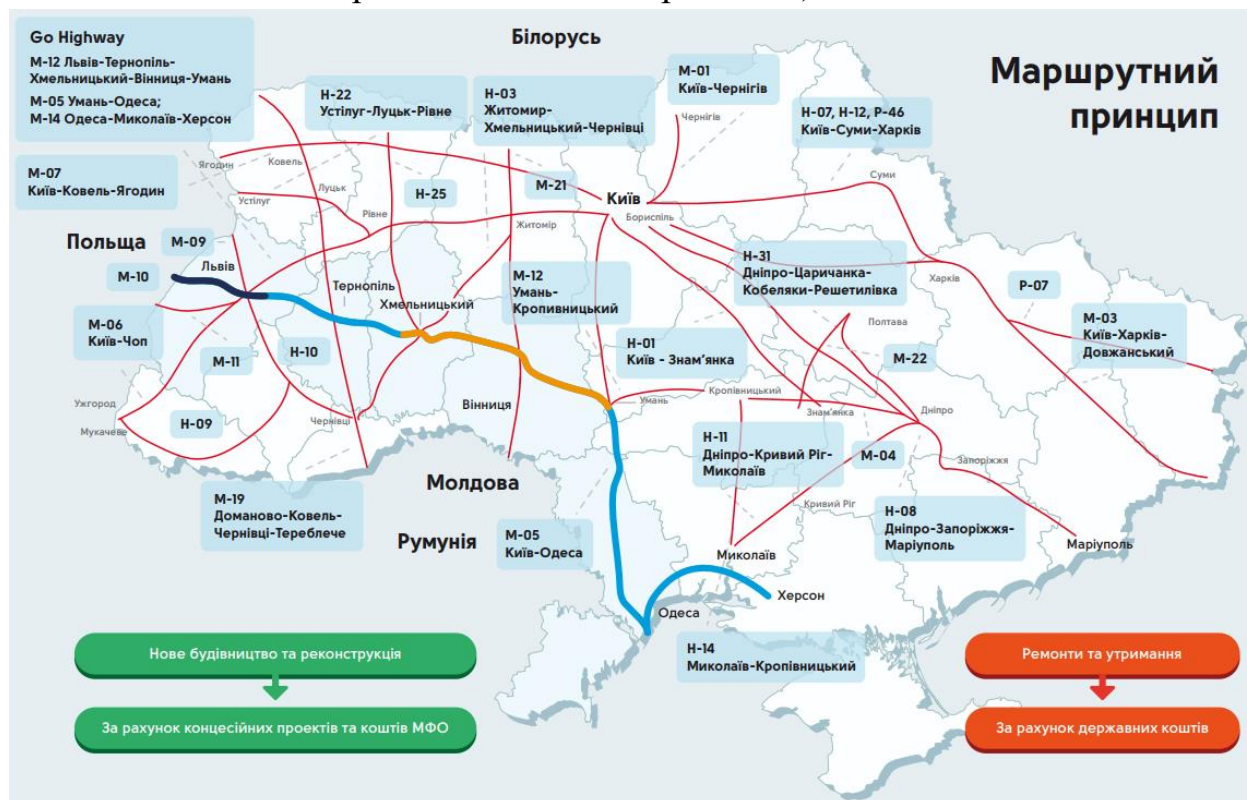 Маршрутний
принцип
Білорусь
Go Highway
М-12 Львів-Тернопіль-
Хмельницький-Вінниця-Умань
М-05 Умань-Одеса;
М-14 Одеса-Миколаїв-Херсон
Н-22
Устілуг-Луцьк-Рівне
Н-03
Житомир-
Хмельницький-Чернівці
М-01
Київ-Чернігів
Н-07, Н-12, Р-46
Київ-Суми-Харків
Чернігів
М-07
Київ-Ковель-Ягодин
Ягодин
Ковель
Устілуг
Луцьк
Рівне
Н-25
М-21
Київ
Бориспіль
Житомір
Суми
Польща
М-09
М-10
Львів
Тернопіль
Хмельницький
М-12
Умань-
Кропивницький
Н-31
Дніпро-Царичанка-
Кобеляки-Решетилівка
Харків
Р-07
М-03
Київ-Харків-
Довжанський
М-06
Київ-Чоп
М-11
Н-10
Н-01
Київ - Знам’янка
Полтава
М-22
Ужгород
Мукачеве
Н-09
Чернівці
Вінниця
Умань
Кропівницький
Знам’янка
Дніпро
Н-11
Дніпро-Кривий Ріг-
Миколаїв
М-04
Запоріжжя
Кривий Ріг
Молдова
Румунія
М-19
Доманово-Ковель-
Чернівці-Тереблече
М-05
Київ-Одеса
Миколаїв
Н-08
Дніпро-Запоріжжя-
Маріуполь
Маріуполь
Херсон
Одеса
Н-14
Миколаїв-Кропівницький
Нове будівництво та реконструкція
За рахунок концесійних проектів та коштів МФО
Ремонти та утримання
За рахунок державних коштів